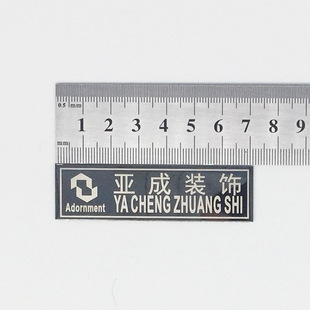 0.5 mm
1 2 3 4 5 6 7 8 9
mm
亚成装饰
Adornment YA CHENG ZHUANG SHI